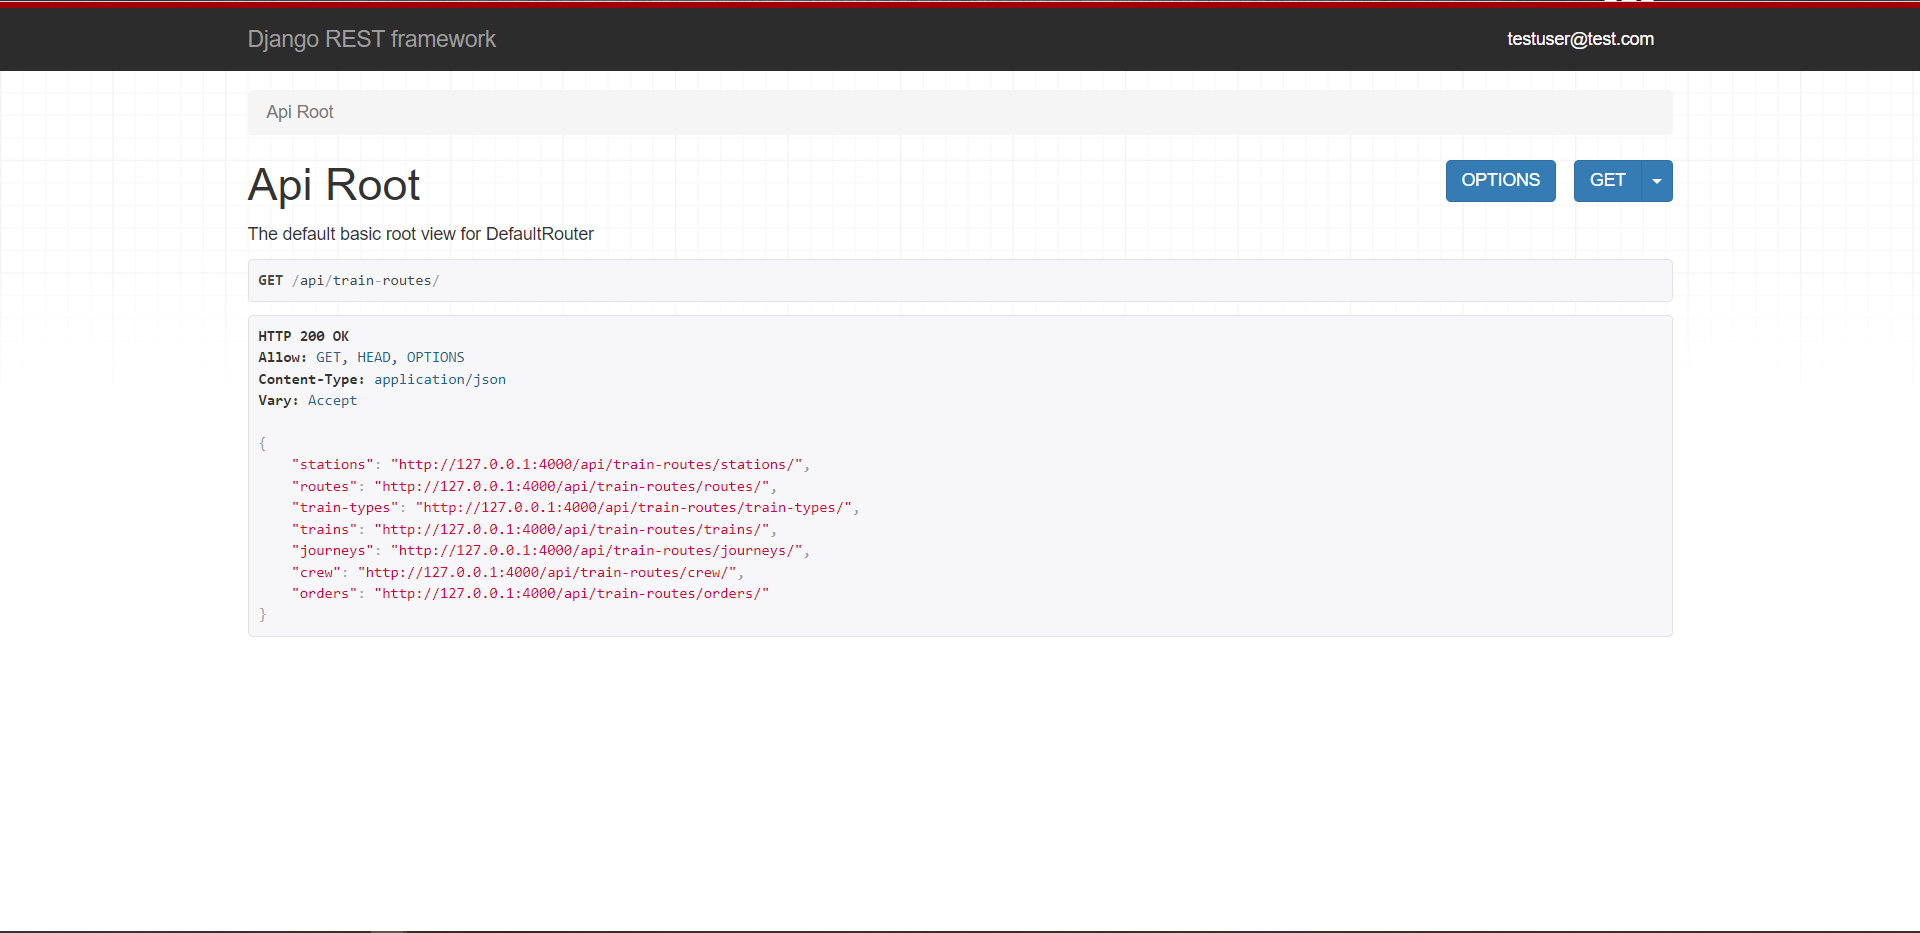 Django REST framework
testuser@test.com
Api Root
Api Root
OPTIONS
GET
The default basic root view for DefaultRouter
GET /api/train-routes/
HTTP 200 OK
Allow: GET, HEAD, OPTIONS
Content-Type: application/json
Vary: Accept
{
    "stations": "http://127.0.0.1:4000/api/train-routes/stations/",
    "routes": "http://127.0.0.1:4000/api/train-routes/routes/",
    "train-types": "http://127.0.0.1:4000/api/train-routes/train-types/",
    "trains": "http://127.0.0.1:4000/api/train-routes/trains/",
    "journeys": "http://127.0.0.1:4000/api/train-routes/journeys/",
    "crew": "http://127.0.0.1:4000/api/train-routes/crew/",
    "orders": "http://127.0.0.1:4000/api/train-routes/orders/"
}